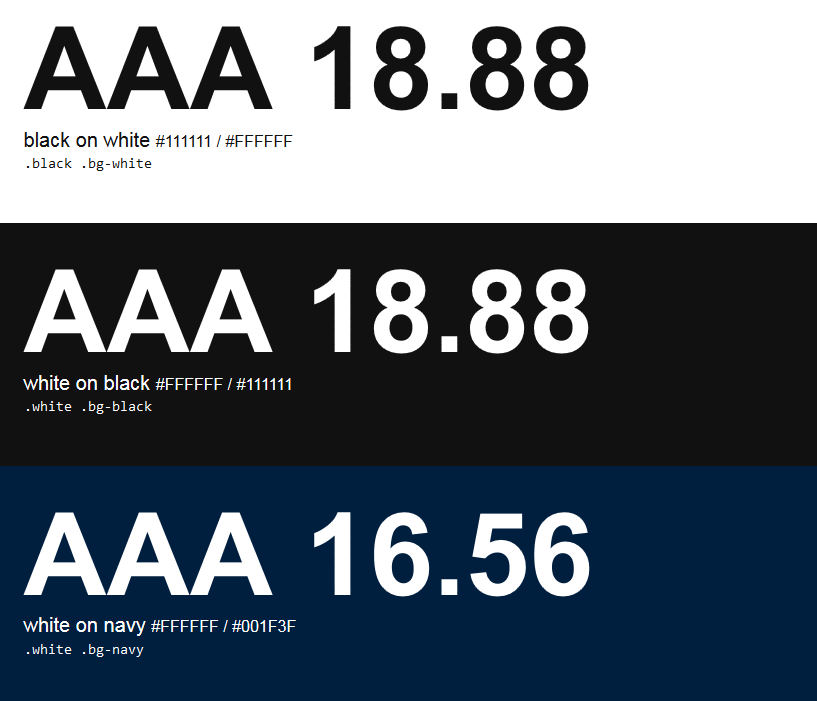 AAA 18.88
black on white #111111 / #FFFFFF
.black .bg-white
AAA 18.88
white on black #FFFFFF / #111111
.white .bg-black
AAA 16.56
white on navy #FFFFFF / #001F3F
.white .bg-navy